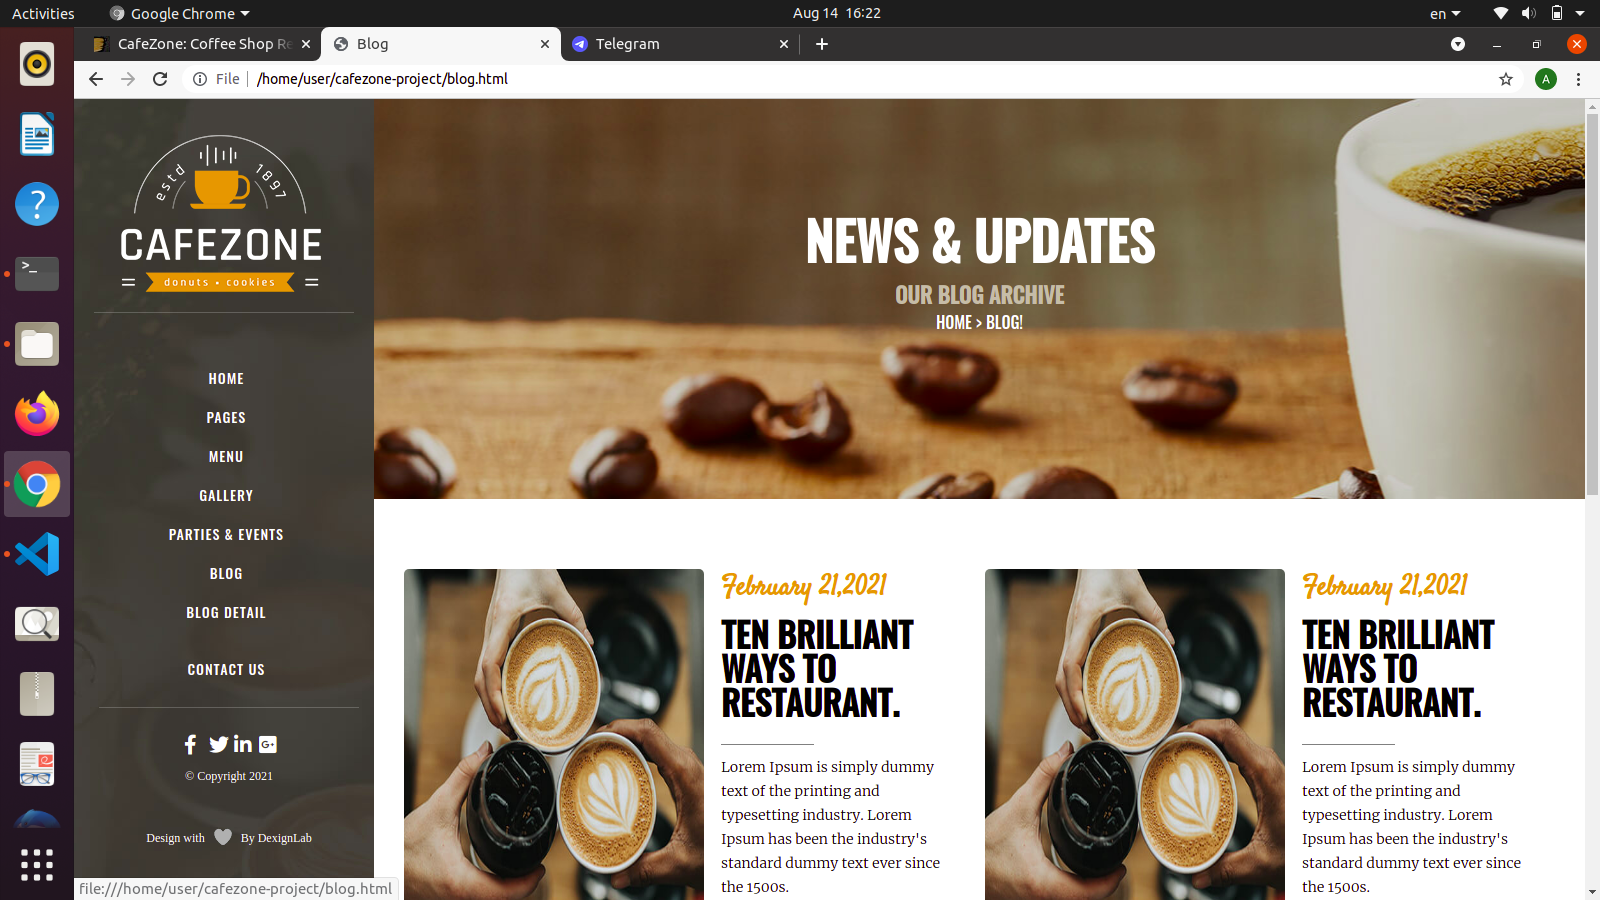 Activities
Google Chrome
Aug 14 16:22
en
CafeZone: Coffee Shop Re
Blog
Telegram
File
/home/user/cafezone-project/blog.html
A
estd 1897
CAFEZONE
donuts • cookies
HOME
PAGES
MENU
GALLERY
PARTIES & EVENTS
BLOG
BLOG DETAIL
CONTACT US
© Copyright 2021
Design with By DexignLab
file:///home/user/cafezone-project/blog.html
NEWS & UPDATES
OUR BLOG ARCHIVE
HOME > BLOG!
February 21,2021
TEN BRILLIANT
WAYS TO
RESTAURANT.
Lorem Ipsum is simply dummy
text of the printing and
typesetting industry. Lorem
Ipsum has been the industry's
standard dummy text ever since
the 1500s.
February 21,2021
TEN BRILLIANT
WAYS TO
RESTAURANT.
Lorem Ipsum is simply dummy
text of the printing and
typesetting industry. Lorem
Ipsum has been the industry's
standard dummy text ever since
the 1500s.